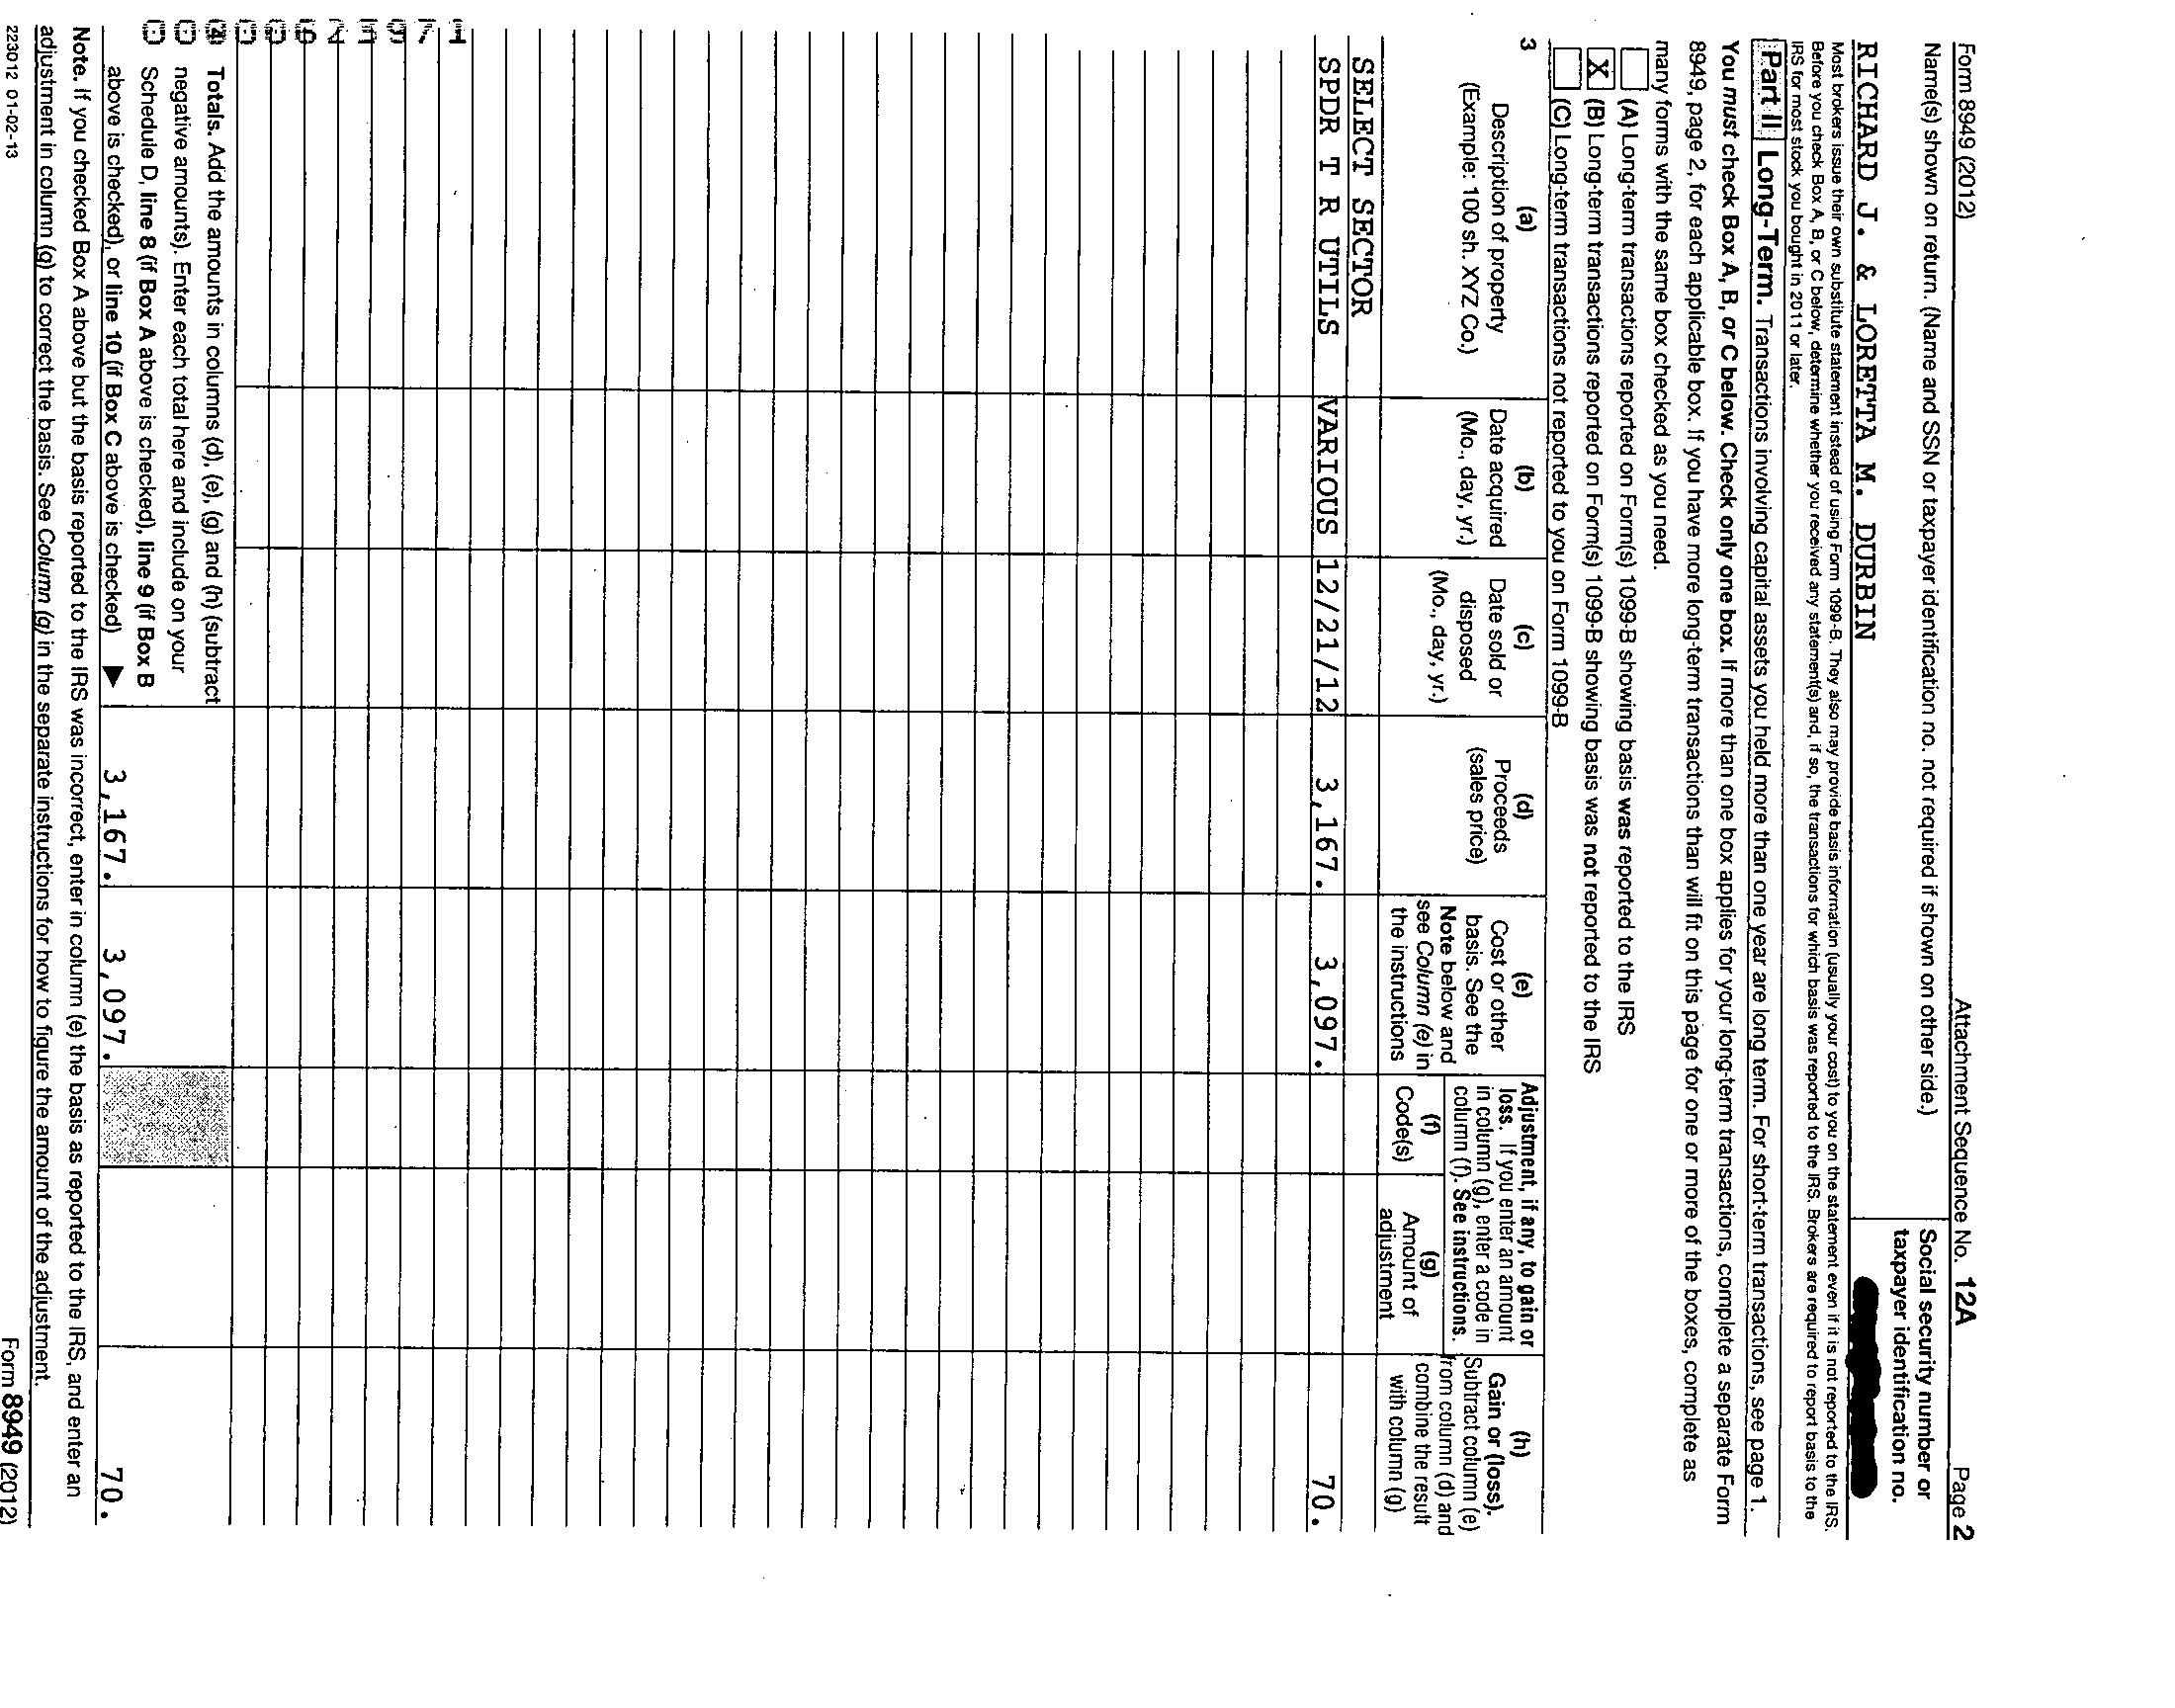 Form 8949 (2012) Attachment Sequence No. 12A Page 2
Name(s) shown on return. (Name and SSN or taxpayer identification no. not required if shown on other side.)
Social security number or
taxpayer identification no.
RICHARD J. & LORETTA M. DURBIN
Most brokers issue their own substitute statement instead of using Form 1099-B. They also may provide basis information (usually your cost) to you on the statement even if it is not reported to the IRS.
Before you check Box A, B, or C below, determine whether you received any statement(s) and, if so, the transactions for which basis was reported to the IRS. Brokers are required to report basis to the
IRS for most stock you bought in 2011 or later.
Part II Long-Term. Transactions involving capital assets you held more than one year are long term. For short-term transactions, see page 1.
You must check Box A, B, or C below. Check only one box. If more than one box applies for your long-term transactions, complete a separate Form
8949, page 2, for each applicable box. If you have more long-term transactions than will fit on this page for one or more of the boxes, complete as
many forms with the same box checked as you need.
(A) Long-term transactions reported on Form(s) 1099-B showing basis was reported to the IRS
X (B) Long-term transactions reported on Form(s) 1099-B showing basis was not reported to the IRS
(C) Long-term transactions not reported to you on Form 1099-B
3
(a)
Description of property
(Example: 100 sh. XYZ Co.)
(b)
Date acquired
(Mo., day, yr.)
(c)
Date sold or
disposed
(Mo., day, yr.)
(d)
Proceeds
(sales price)
(e)
Cost or other
basis. See the
Note below and
see Column (e) in
the instructions
Adjustment, if any, to gain or
loss. If you enter an amount
in column (g), enter a code in
column (f). See instructions.
(f)
Code(s)
(g)
Amount of
adjustment
(h)
Gain or (loss).
Subtract column (e)
from column (d) and
combine the result
with column (g)
SELECT SECTOR
SPDR T R UTILS VARIOUS 12/21/12 3,167. 3,097. 70.
Totals. Add the amounts in columns (d), (e), (g) and (h) (subtract
negative amounts). Enter each total here and include on your
Schedule D, line 8 (if Box A above is checked), line 9 (if Box B
above is checked), or line 10 (if Box C above is checked) ▶ 3,167. 3,097. 70.
Note. If you checked Box A above but the basis reported to the IRS was incorrect, enter in column (e) the basis as reported to the IRS, and enter an
adjustment in column (g) to correct the basis. See Column (g) in the separate instructions for how to figure the amount of the adjustment.
223012 01-02-13 Form 8949 (2012)